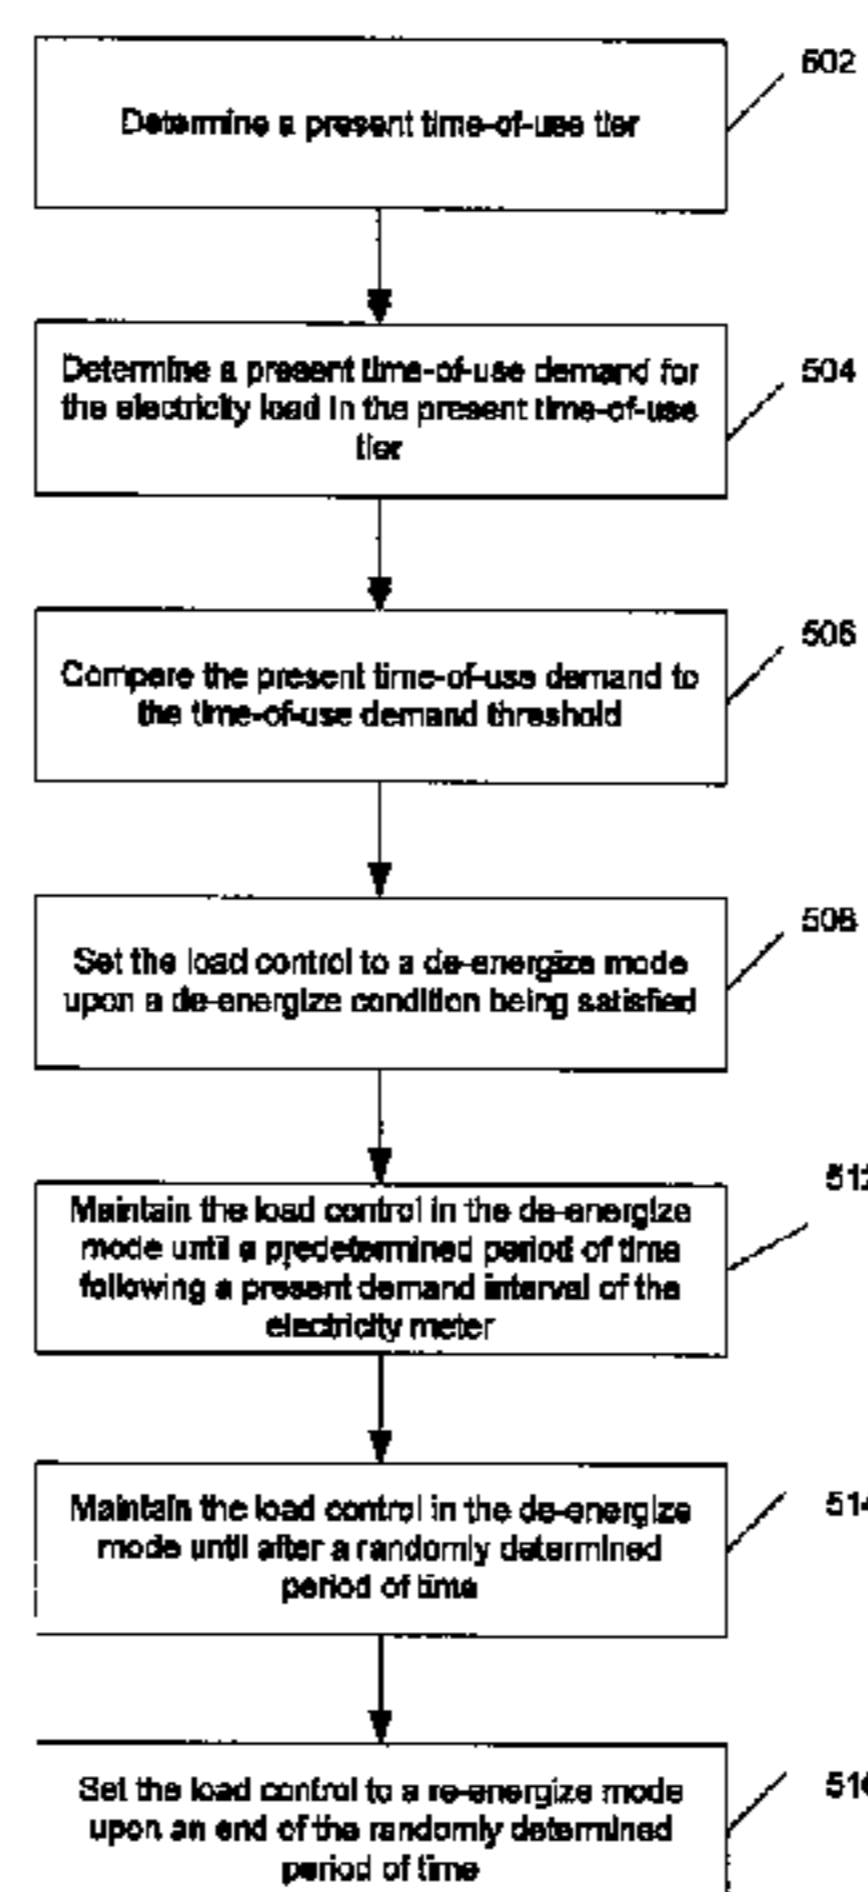 502
Determine a present time-of-use tier
504
Determine a present time-of-use demand for
the electricity load in the present time-of-use
tier
506
Compare the present time-of-use demand to
the time-of-use demand threshold
508
Set the load control to a de-energize mode
upon a de-energize condition being satisfied
512
Maintain the load control in the de-energize
mode until a predetermined period of time
following a present demand interval of the
electricity meter
514
Maintain the load control in the de-energize
mode until after a randomly determined
period of time
516
Set the load control to a re-energize mode
upon an end of the randomly determined
period of time